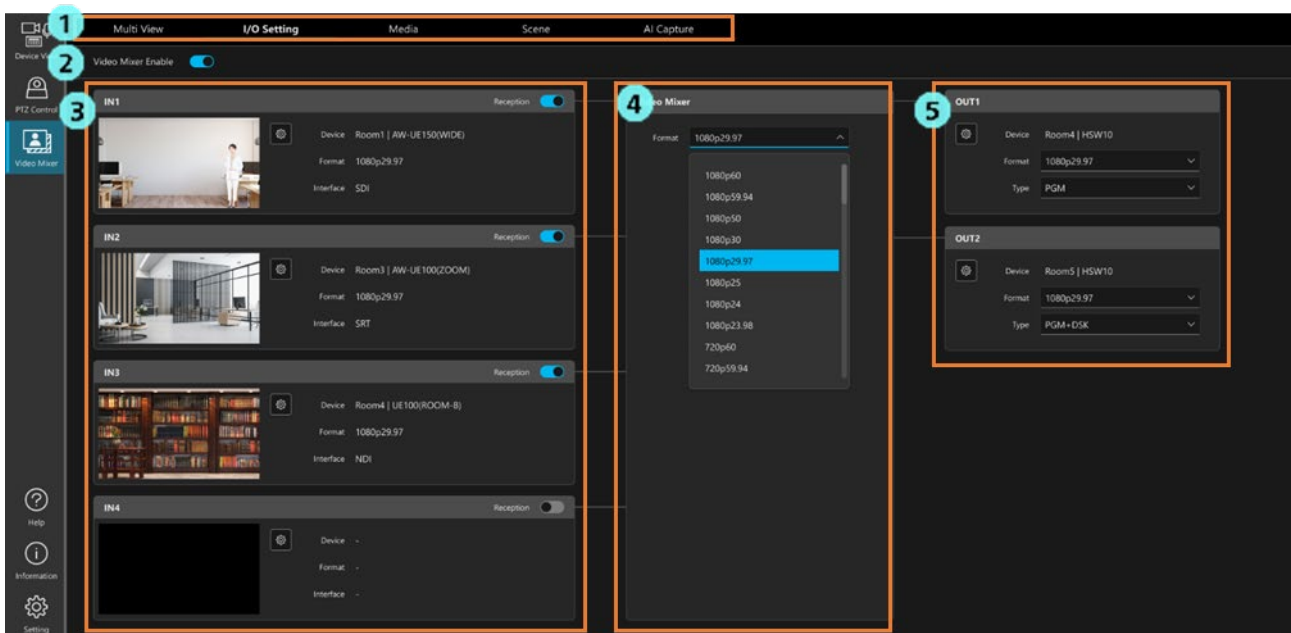 1
Multi View
I/O Setting
Media
Scene
AI Capture
2
Video Mixer Enable
Device
PTZ Control
Video Mixer
Help
Information
Setting
3
IN1
Reception
Device Room1 | AW-UE150(WIDE)
Format 1080p29.97
Interface SDI
IN2
Reception
Device Room3 | AW-UE100(ZOOM)
Format 1080p29.97
Interface SRT
IN3
Reception
Device Room4 | UE100(ROOM-B)
Format 1080p29.97
Interface NDI
IN4
Reception
Device -
Format -
Interface -
4
Mixer
Format 1080p29.97
1080p60
1080p59.94
1080p50
1080p30
1080p29.97
1080p25
1080p24
1080p23.98
720p60
720p59.94
5
OUT1
Device Room4 | HSW10
Format 1080p29.97
Type PGM
OUT2
Device Room5 | HSW10
Format 1080p29.97
Type PGM+DSK